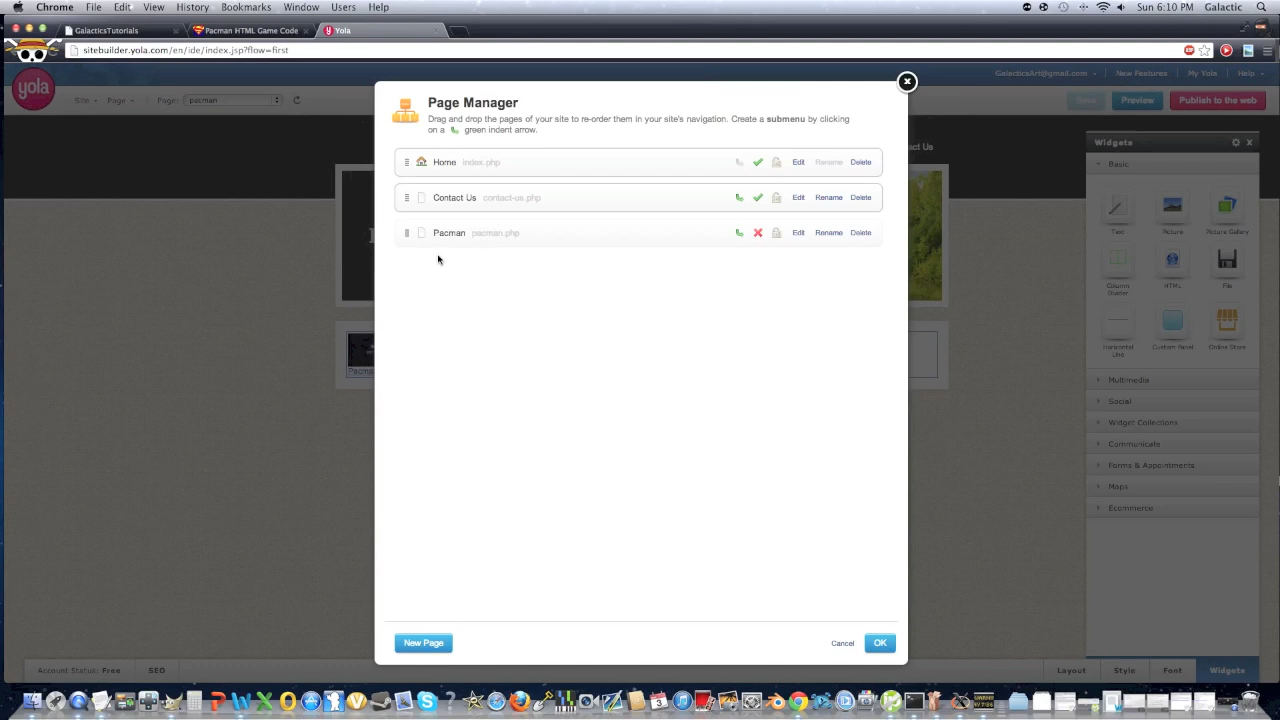 Chrome File Edit View History Bookmarks Window Users Help Sun 6:10 PM Galactic
GalacticsTutorials Pacman HTML Game Code Yola
sitebuilder.yola.com/en/ide/index.jsp?flow=first
GalacticsArt@gmail.com New Features My Yola Help
yola Site Page Page: pacman Save Preview Publish to the web
Page Manager
Drag and drop the pages of your site to re-order them in your site's navigation. Create a submenu by clicking
on a green indent arrow.
Home index.php Edit Rename Delete
Contact Us contact-us.php Edit Rename Delete
Pacman pacman.php Edit Rename Delete
ct Us
Pacma
New Page Cancel OK
Widgets
Basic
Text Picture Picture Gallery
Column Divider HTML File
Horizontal Line Custom Panel Online Store
Multimedia
Social
Widget Collections
Communicate
Forms & Appointments
Maps
Ecommerce
Account Status: Free SEO Layout Style Font Widgets